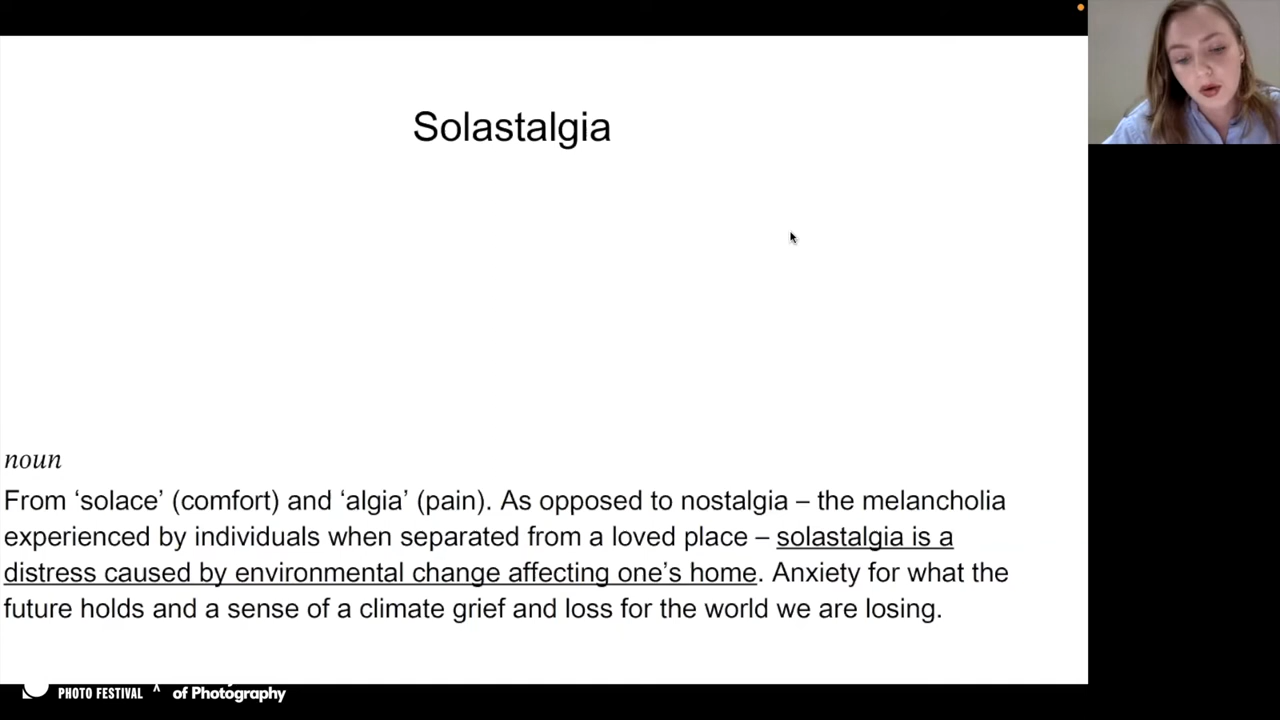 Solastalgia
noun
From ‘solace’ (comfort) and ‘algia’ (pain). As opposed to nostalgia – the melancholia
experienced by individuals when separated from a loved place – solastalgia is a
distress caused by environmental change affecting one’s home. Anxiety for what the
future holds and a sense of a climate grief and loss for the world we are losing.
PHOTO FESTIVAL ^ of Photography